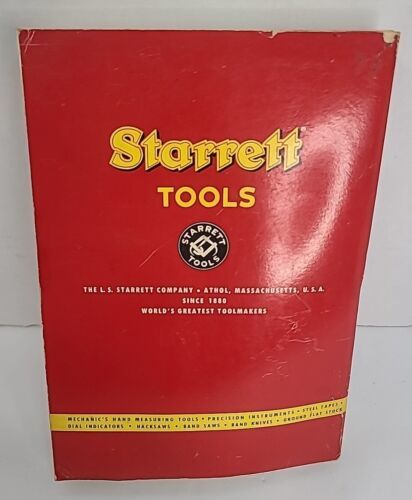 Starrett
TOOLS
STARRETT
TOOLS
THE L. S. STARRETT COMPANY • ATHOL, MASSACHUSETTS, U. S. A.
SINCE 1880
WORLD'S GREATEST TOOLMAKERS
MECHANIC'S HAND MEASURING TOOLS • PRECISION INSTRUMENTS • STEEL TAPES •
DIAL INDICATORS • HACKSAWS • BAND SAWS • BAND KNIVES • GROUND FLAT STOCK